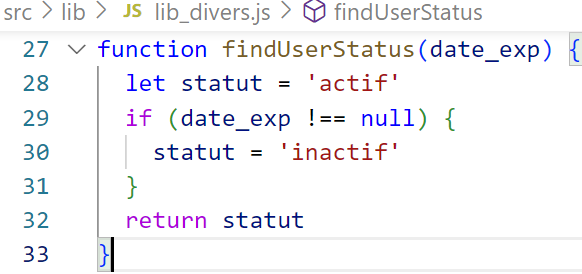 src > lib > JS lib_divers.js > findUserStatus
27 function findUserStatus(date_exp) {
28 let statut = 'actif'
29 if (date_exp !== null) {
30 statut = 'inactif'
31 }
32 return statut
33 }